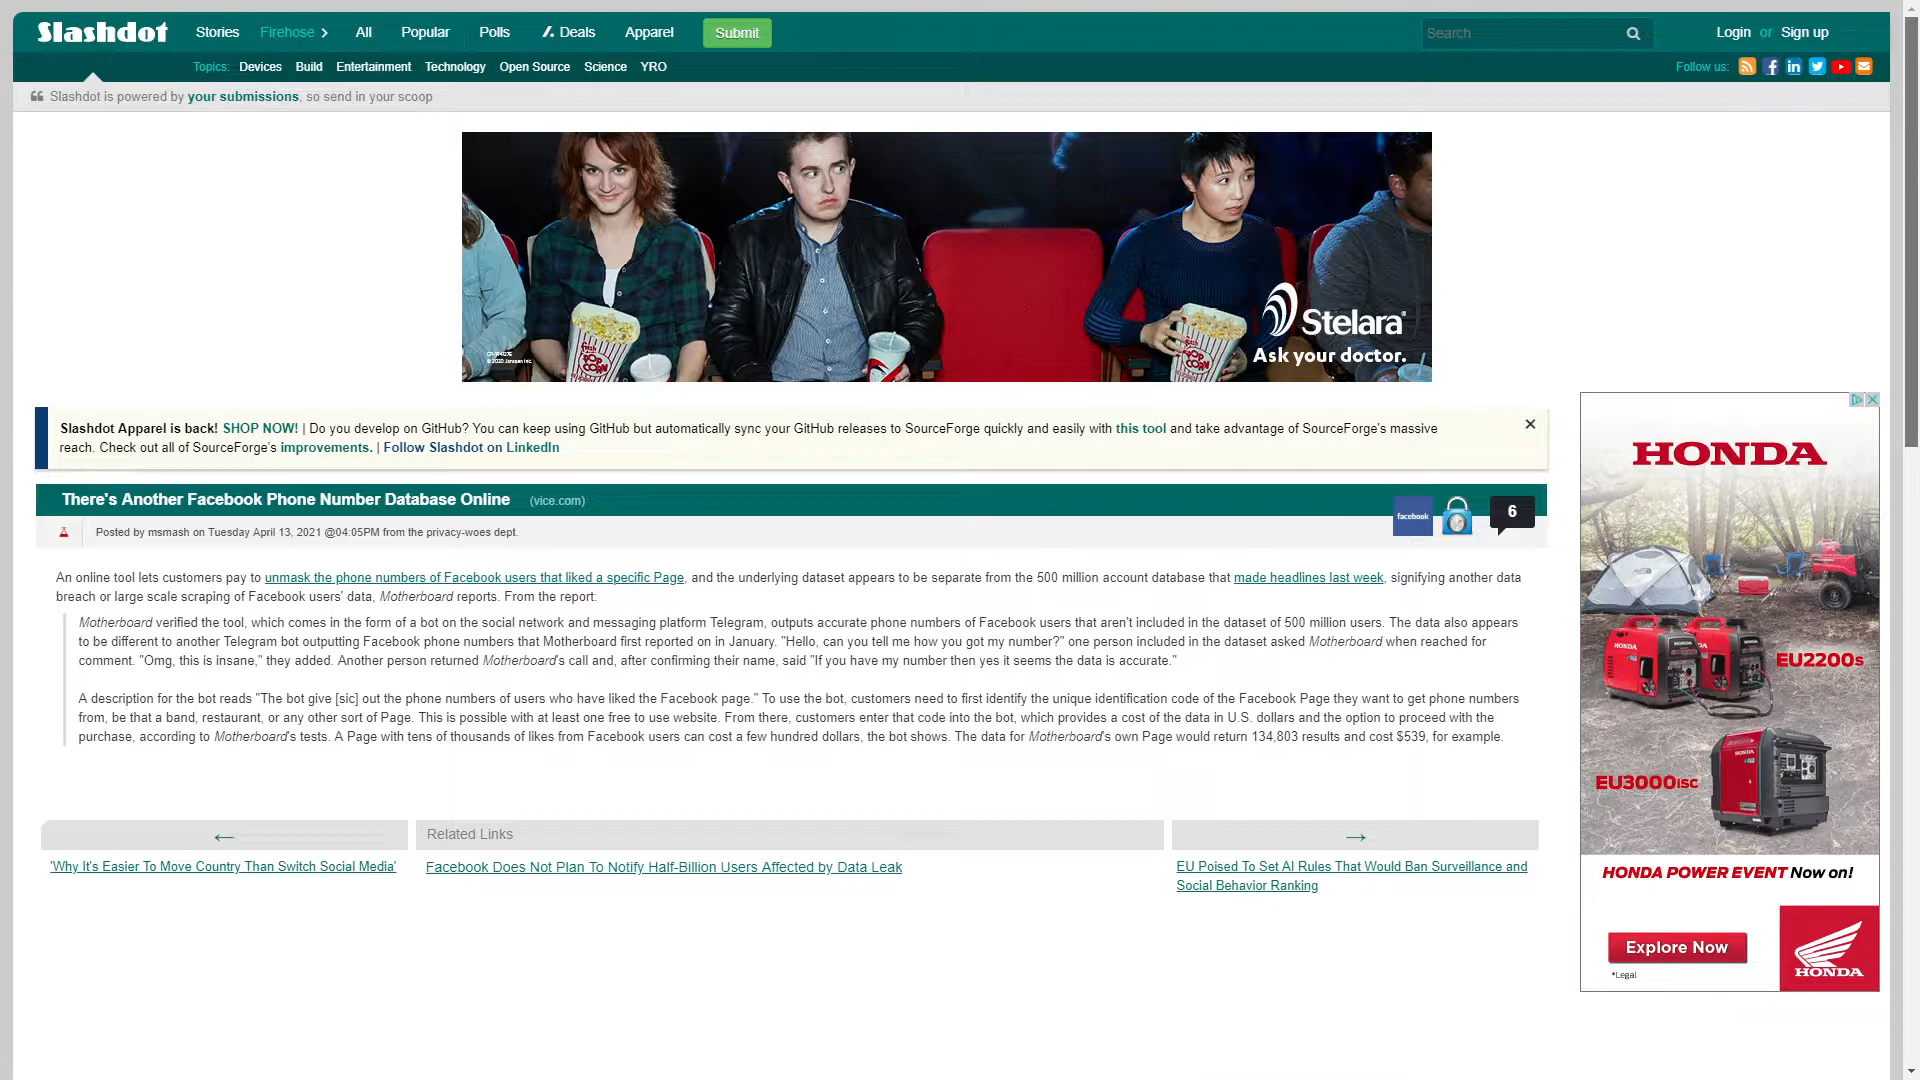 Slashdot
Stories
Firehose
All
Popular
Polls
Deals
Apparel
Submit
Search
Login or Sign up
Topics: Devices Build Entertainment Technology Open Source Science YRO
Follow us:
Slashdot is powered by your submissions, so send in your scoop
Stelara®
Ask your doctor.
POP CORN
Slashdot Apparel is back! SHOP NOW! | Do you develop on GitHub? You can keep using GitHub but automatically sync your GitHub releases to SourceForge quickly and easily with this tool and take advantage of SourceForge's massive
reach. Check out all of SourceForge's improvements. | Follow Slashdot on LinkedIn
There's Another Facebook Phone Number Database Online (vice.com)
facebook
6
Posted by msmash on Tuesday April 13, 2021 @04:05PM from the privacy-woes dept.
An online tool lets customers pay to unmask the phone numbers of Facebook users that liked a specific Page, and the underlying dataset appears to be separate from the 500 million account database that made headlines last week, signifying another data
breach or large scale scraping of Facebook users' data, Motherboard reports. From the report:
Motherboard verified the tool, which comes in the form of a bot on the social network and messaging platform Telegram, outputs accurate phone numbers of Facebook users that aren't included in the dataset of 500 million users. The data also appears
to be different to another Telegram bot outputting Facebook phone numbers that Motherboard first reported on in January. "Hello, can you tell me how you got my number?" one person included in the dataset asked Motherboard when reached for
comment. "Omg, this is insane," they added. Another person returned Motherboard's call and, after confirming their name, said "If you have my number then yes it seems the data is accurate."
A description for the bot reads "The bot give [sic] out the phone numbers of users who have liked the Facebook page." To use the bot, customers need to first identify the unique identification code of the Facebook Page they want to get phone numbers
from, be that a band, restaurant, or any other sort of Page. This is possible with at least one free to use website. From there, customers enter that code into the bot, which provides a cost of the data in U.S. dollars and the option to proceed with the
purchase, according to Motherboard's tests. A Page with tens of thousands of likes from Facebook users can cost a few hundred dollars, the bot shows. The data for Motherboard's own Page would return 134,803 results and cost $539, for example.
←
Related Links
→
'Why It's Easier To Move Country Than Switch Social Media'
Facebook Does Not Plan To Notify Half-Billion Users Affected by Data Leak
EU Poised To Set AI Rules That Would Ban Surveillance and
Social Behavior Ranking
HONDA
EU2200s
EU3000isc
HONDA POWER EVENT Now on!
Explore Now
*Legal
HONDA